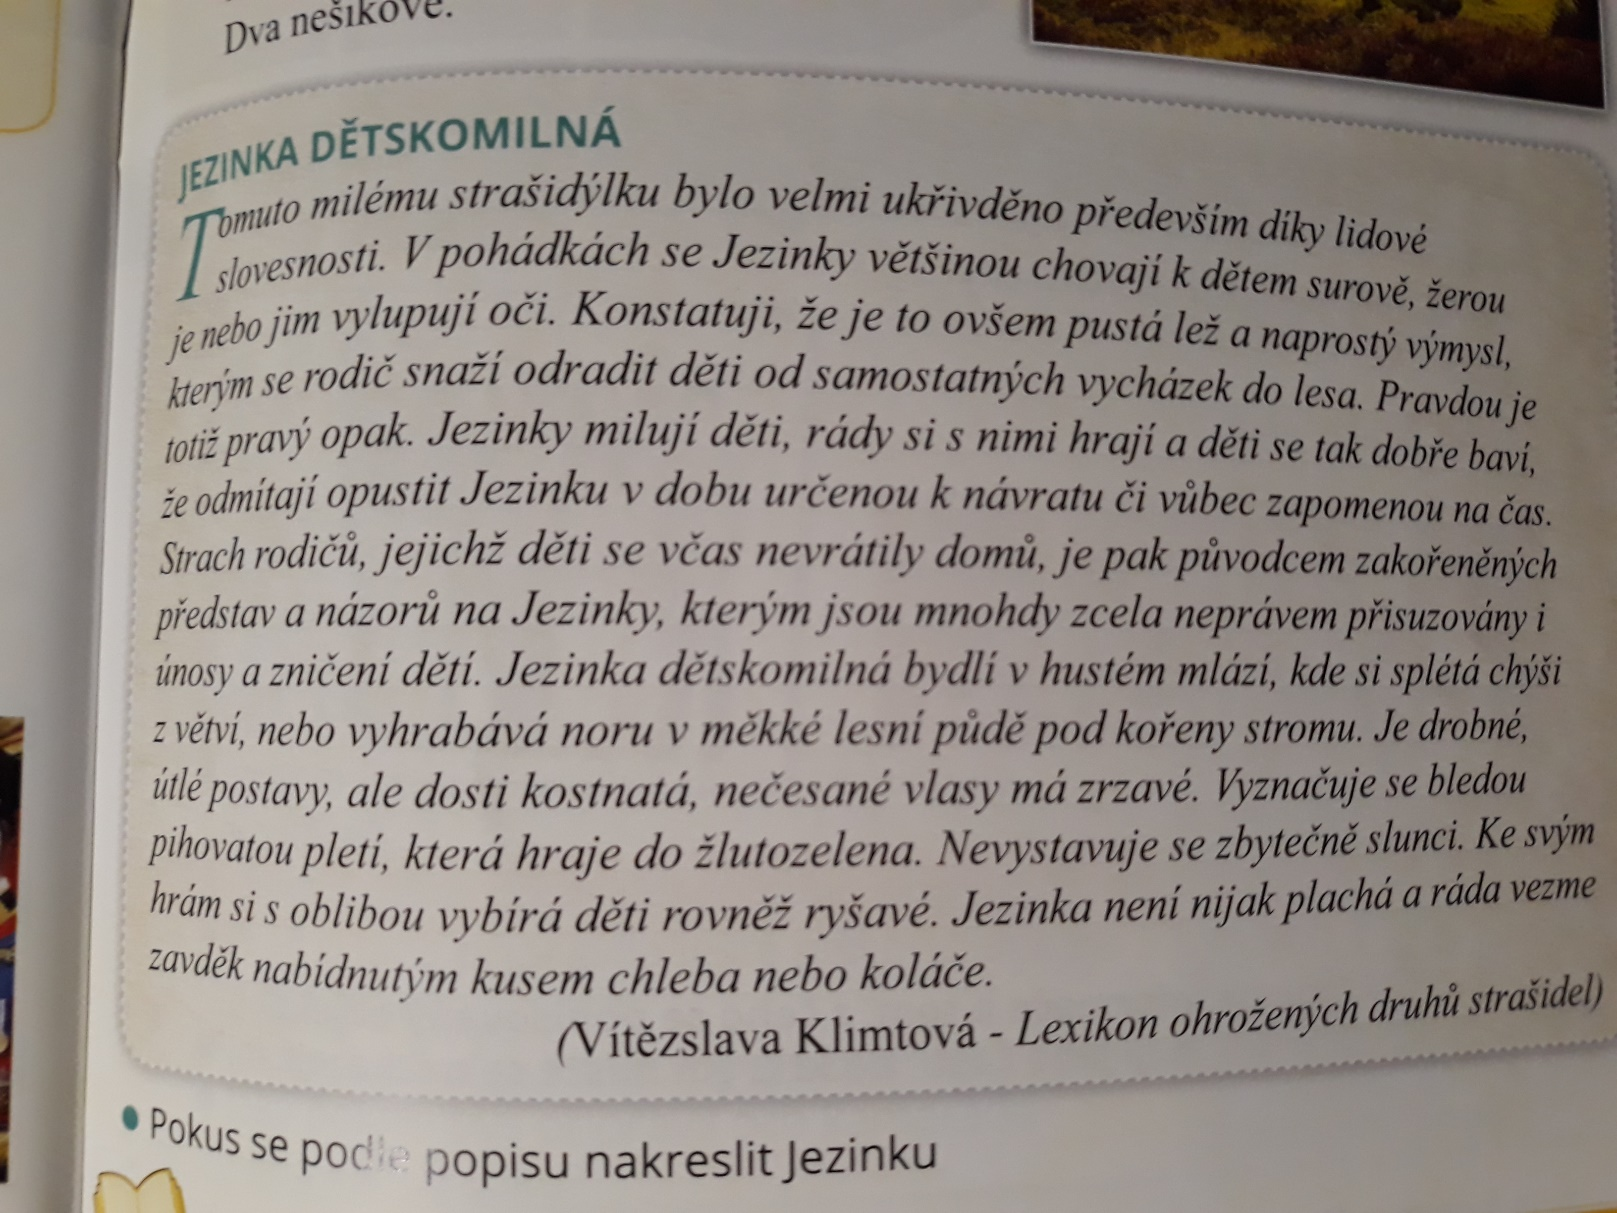 Dva nešikové.
JEZINKA DĚTSKOMILNÁ
Tomuto milému strašidýlku bylo velmi ukřivděno především díky lidové
slovesnosti. V pohádkách se Jezinky většinou chovají k dětem surově, žerou
je nebo jim vylupují oči. Konstatuji, že je to ovšem pustá lež a naprostý výmysl,
kterým se rodič snaží odradit děti od samostatných vycházek do lesa. Pravdou je
totiž pravý opak. Jezinky milují děti, rády si s nimi hrají a děti se tak dobře baví,
že odmítají opustit Jezinku v dobu určenou k návratu či vůbec zapomenou na čas.
Strach rodičů, jejichž děti se včas nevrátily domů, je pak původcem zakořeněných
představ a názorů na Jezinky, kterým jsou mnohdy zcela neprávem přisuzovány i
únosy a zničení dětí. Jezinka dětskomilná bydlí v hustém mlází, kde si splétá chýši
z větví, nebo vyhrabává noru v měkké lesní půdě pod kořeny stromu. Je drobné,
útlé postavy, ale dosti kostnatá, nečesané vlasy má zrzavé. Vyznačuje se bledou
pihovatou pletí, která hraje do žlutozelena. Nevystavuje se zbytečně slunci. Ke svým
hrám si s oblibou vybírá děti rovněž ryšavé. Jezinka není nijak plachá a ráda vezme
zavděk nabídnutým kusem chleba nebo koláče.
(Vítězslava Klimtová - Lexikon ohrožených druhů strašidel)
• Pokus se podle popisu nakreslit Jezinku